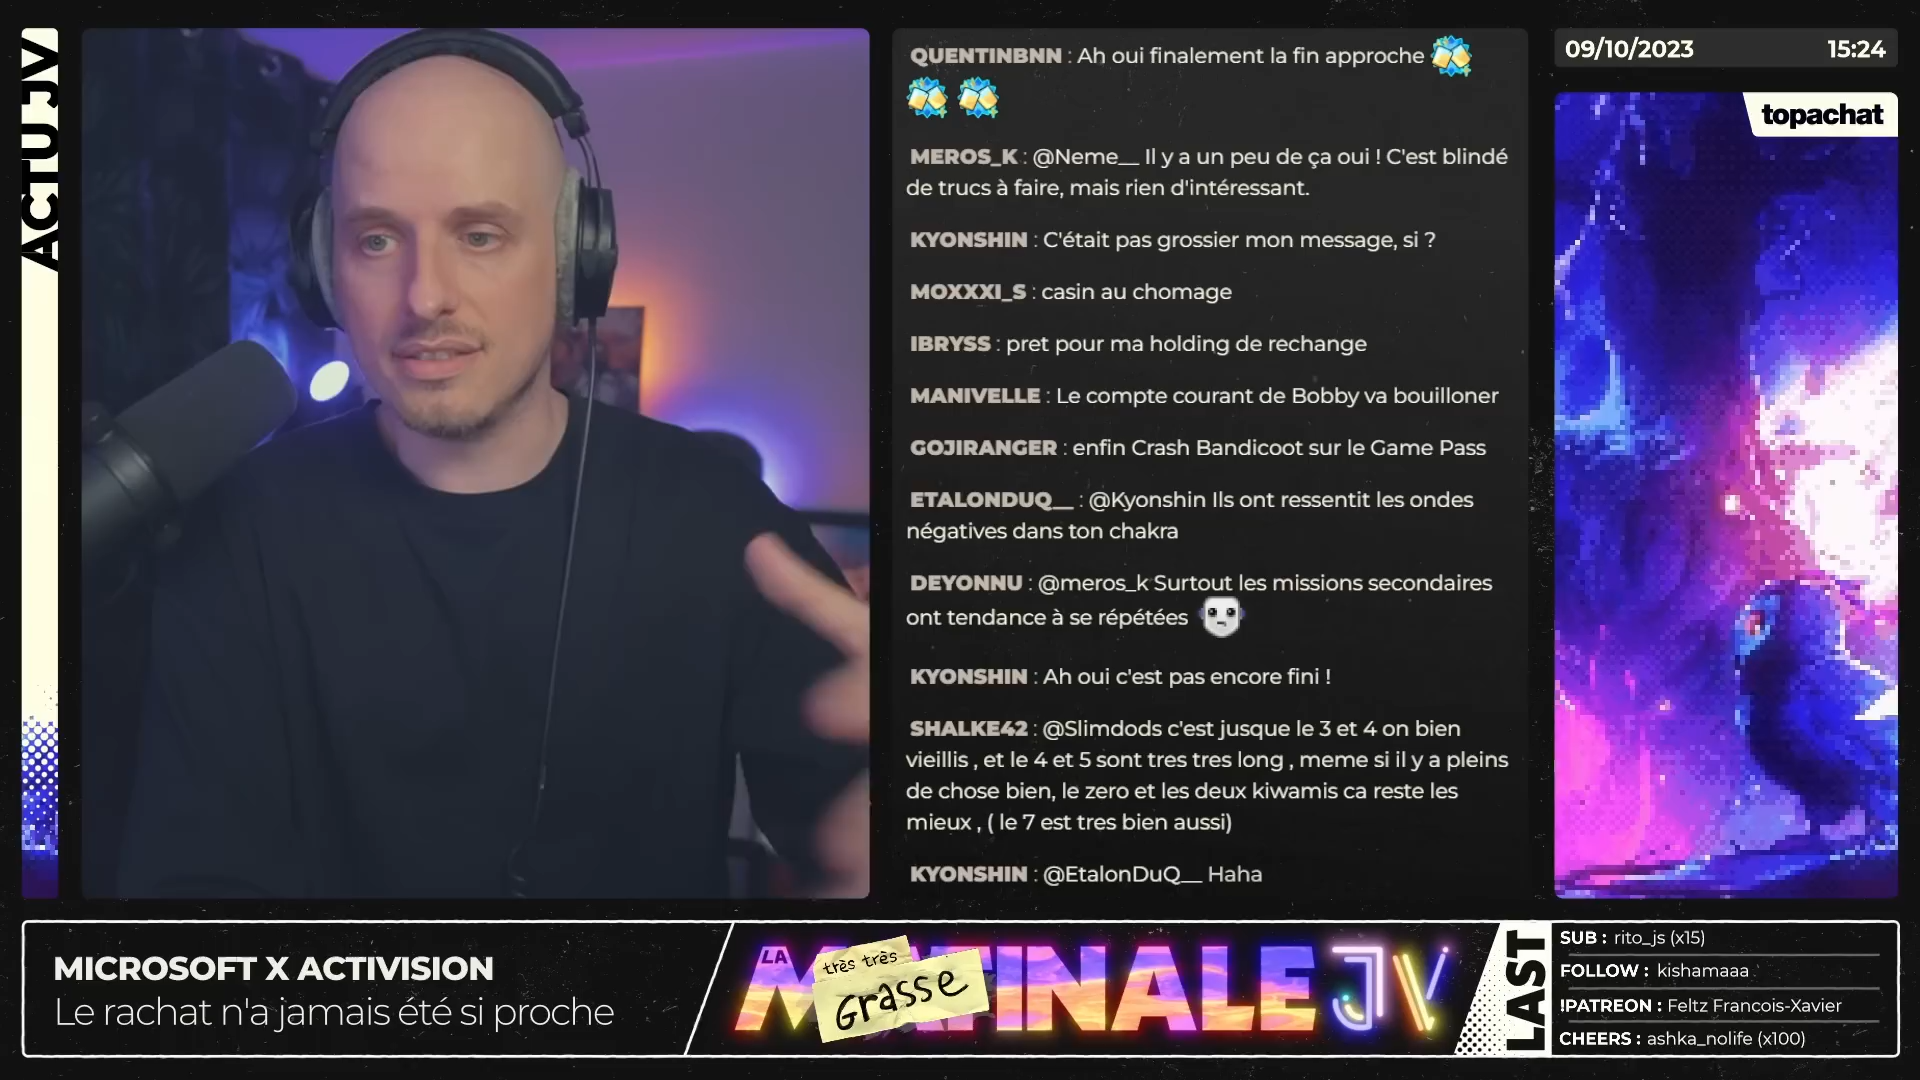 ACTU JV
QUENTINBNN : Ah oui finalement la fin approche
MEROS_K : @Neme__ Il y a un peu de ça oui ! C'est blindé
de trucs à faire, mais rien d'intéressant.
KYONSHIN : C'était pas grossier mon message, si ?
MOXXXI_S : casin au chomage
IBRYSS : pret pour ma holding de rechange
MANIVELLE : Le compte courant de Bobby va bouilloner
GOJIRANGER : enfin Crash Bandicoot sur le Game Pass
ETALONDUQ__ : @Kyonshin Ils ont ressentit les ondes
négatives dans ton chakra
DEYONNU : @meros_k Surtout les missions secondaires
ont tendance à se répétées
KYONSHIN : Ah oui c'est pas encore fini !
SHALKE42 : @Slimdods c'est jusque le 3 et 4 on bien
vieillis , et le 4 et 5 sont tres tres long , meme si il y a pleins
de chose bien, le zero et les deux kiwamis ca reste les
mieux , ( le 7 est tres bien aussi)
KYONSHIN : @EtalonDuQ__ Haha
09/10/2023 15:24
topachat
MICROSOFT X ACTIVISION
Le rachat n'a jamais été si proche
LA MATINALE JV
très très
Grasse
LAST
SUB : rito_js (x15)
FOLLOW : kishamaaa
!PATREON : Feltz Francois-Xavier
CHEERS : ashka_nolife (x100)